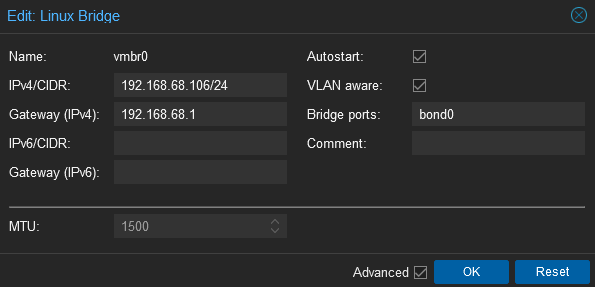 Edit: Linux Bridge
Name: vmbr0 Autostart:
IPv4/CIDR: 192.168.68.106/24 VLAN aware:
Gateway (IPv4): 192.168.68.1 Bridge ports: bond0
IPv6/CIDR: Comment:
Gateway (IPv6):
MTU: 1500
Advanced OK Reset